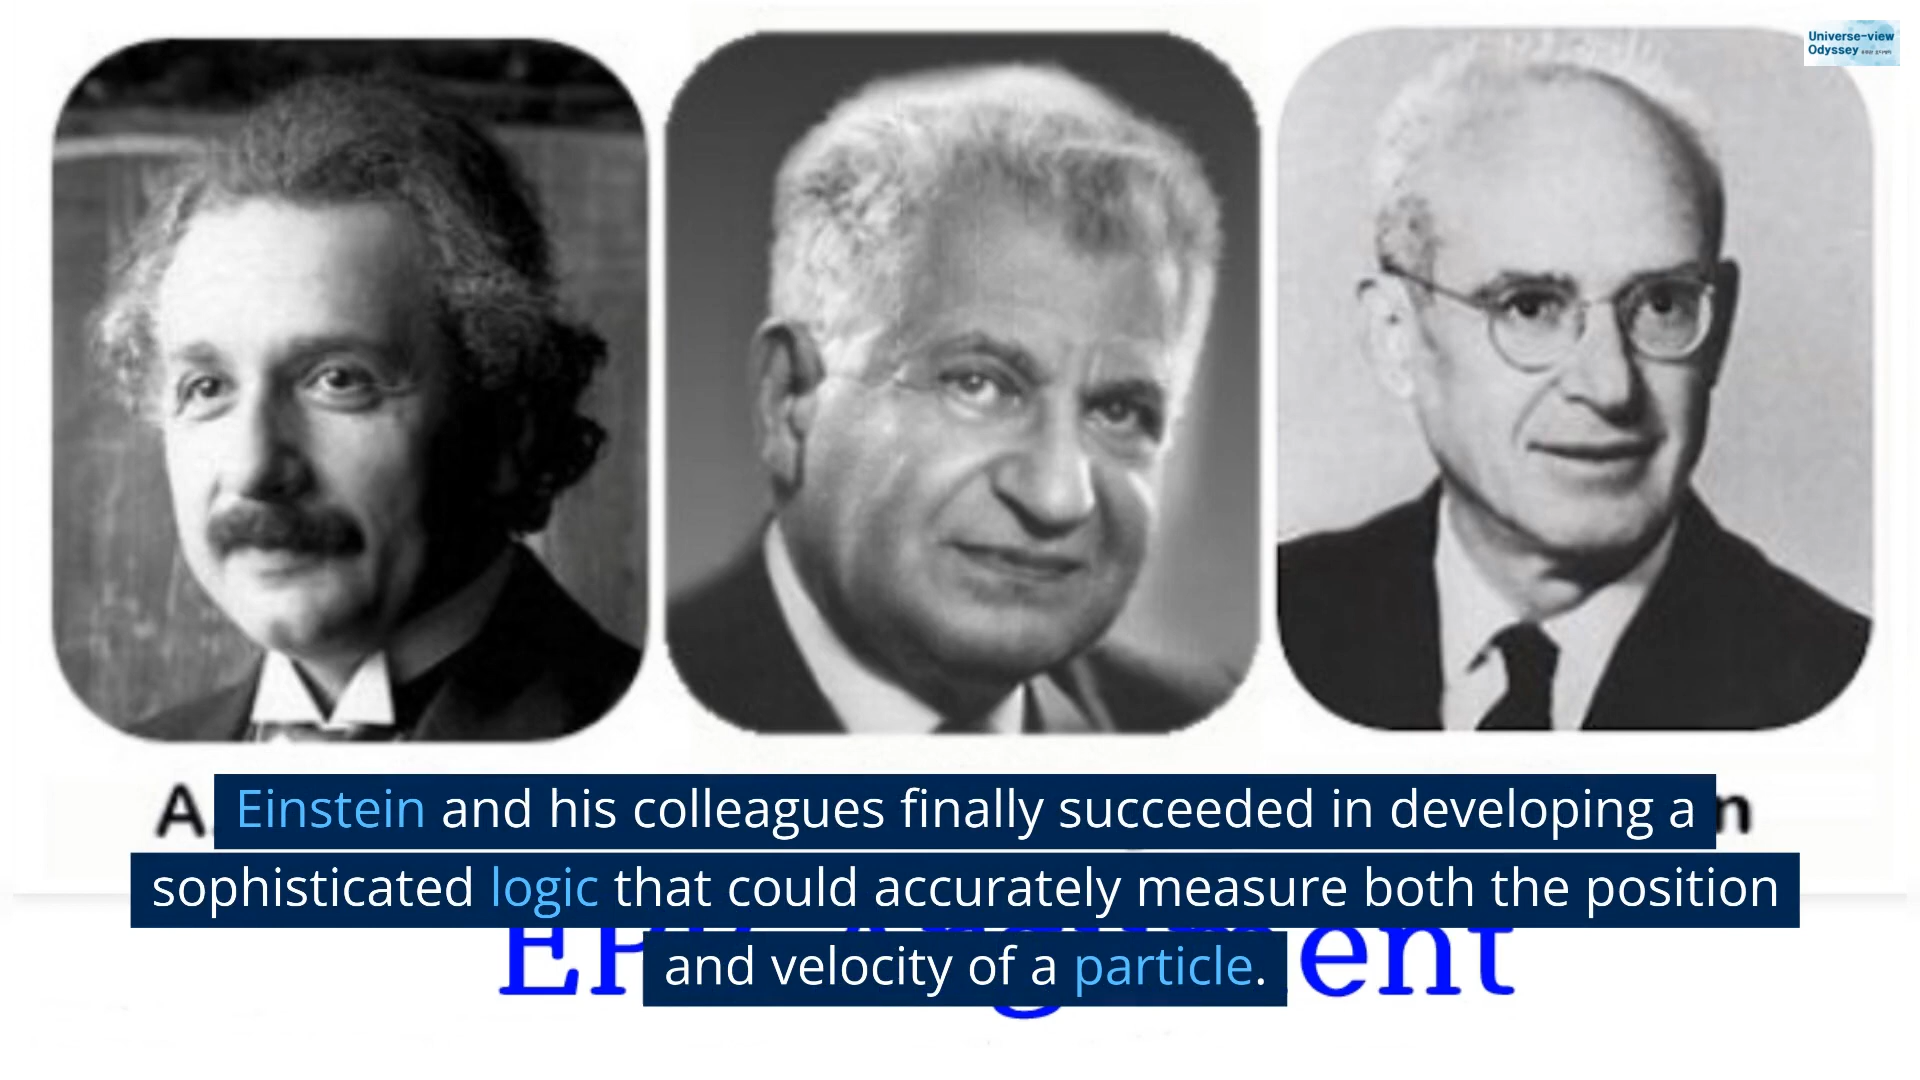 Universe-view
Odyssey
Einstein and his colleagues finally succeeded in developing a
sophisticated logic that could accurately measure both the position
and velocity of a particle.